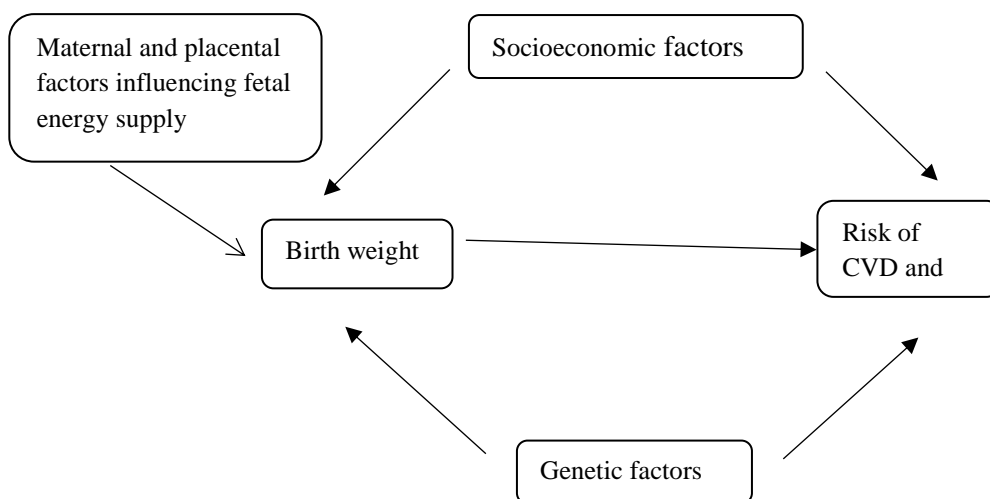 Maternal and placental
factors influencing fetal
energy supply
Socioeconomic factors
Birth weight
Risk of
CVD and
Genetic factors